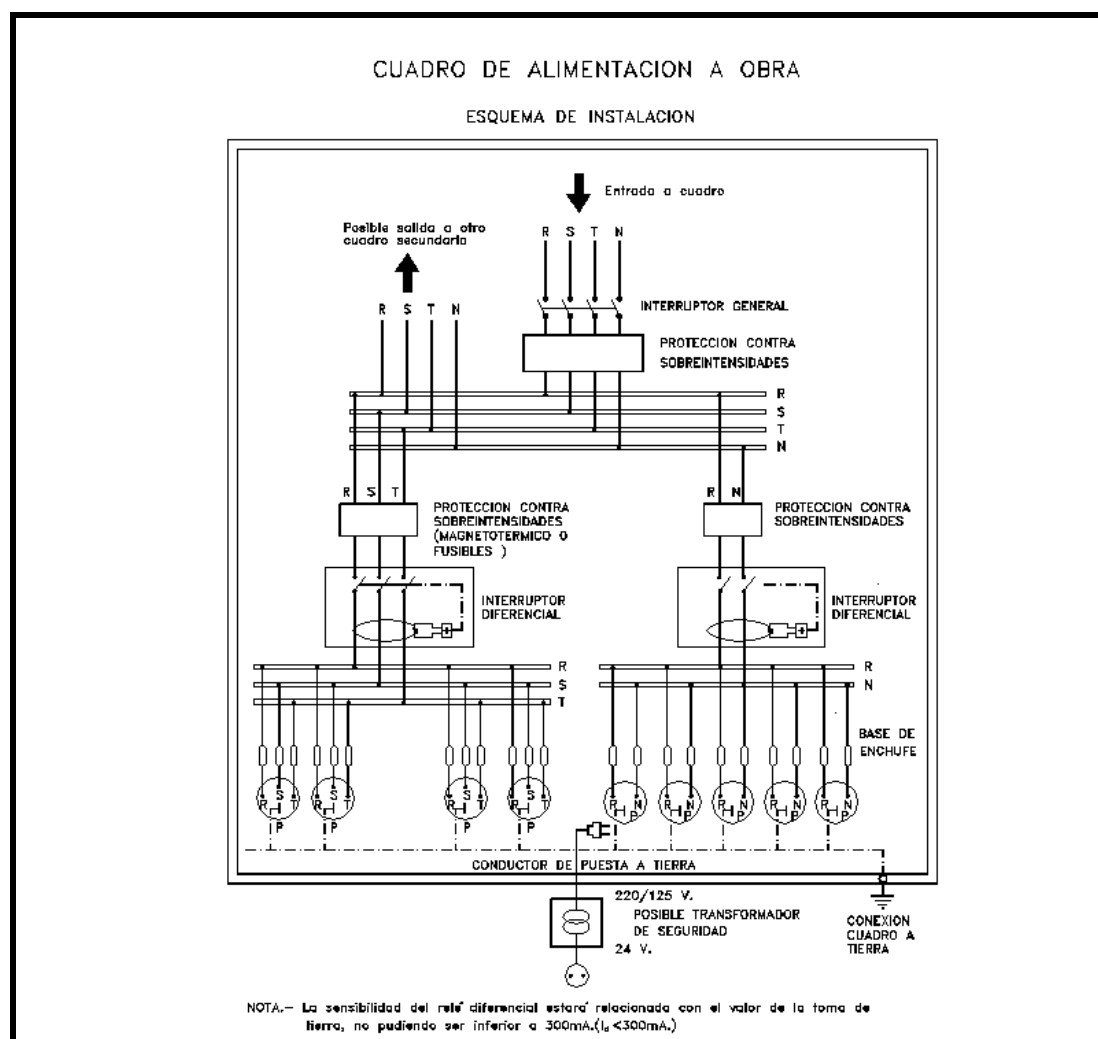 CUADRO DE ALIMENTACION A OBRA
ESQUEMA DE INSTALACION
Entrada a cuadro
Posible salida a otro
cuadro secundario
R S T N
R S T N
INTERRUPTOR GENERAL
PROTECCION CONTRA
SOBREINTENSIDADES
R
S
T
N
R S T
R N
PROTECCION CONTRA
SOBREINTENSIDADES
(MAGNETOTERMICO O
FUSIBLES )
PROTECCION CONTRA
SOBREINTENSIDADES
INTERRUPTOR
DIFERENCIAL
INTERRUPTOR
DIFERENCIAL
R
S
T
R
N
BASE DE
ENCHUFE
R S T
P
R S T
P
R S T
P
R S T
P
R N
P
R N
P
R N
P
R N
P
R N
P
CONDUCTOR DE PUESTA A TIERRA
220/125 V.
POSIBLE TRANSFORMADOR
DE SEGURIDAD
24 V.
CONEXION
CUADRO A
TIERRA
NOTA.- La sensibilidad del relé diferencial estará relacionada con el valor de la toma de
tierra, no pudiendo ser inferior a 300mA.(Id <300mA.)